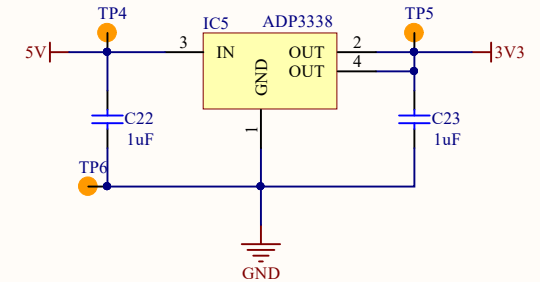 TP4
TP5
IC5
ADP3338
5V
3
IN
OUT
2
3V3
OUT
4
GND
C22
1uF
C23
1uF
1
TP6
GND